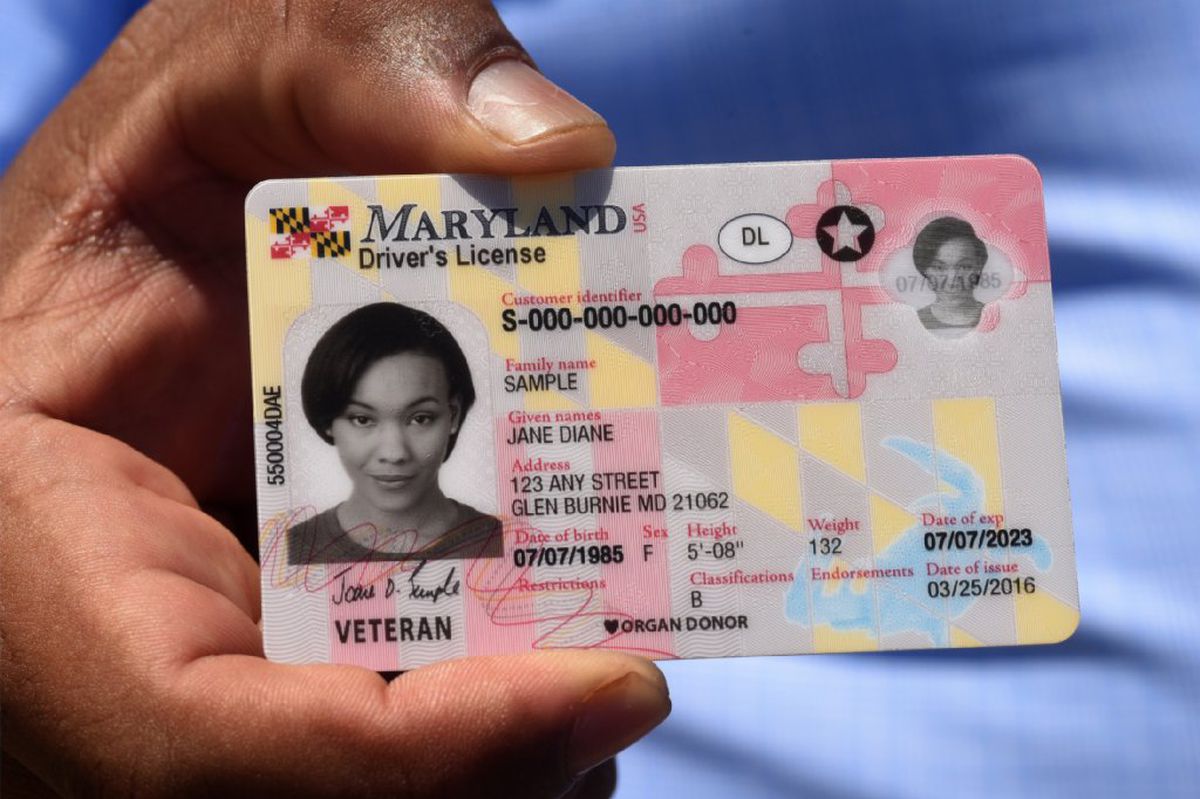 MARYLAND USA
Driver's License
DL
07/07/1985
Customer identifier
S-000-000-000-000
Family name
SAMPLE
Given names
JANE DIANE
Address
123 ANY STREET
GLEN BURNIE MD 21062
Date of birth Sex Height Weight Date of exp
07/07/1985 F 5'-08" 132 07/07/2023
Restrictions Classifications Endorsements Date of issue
B 03/25/2016
ORGAN DONOR
550004DAE
Jane D. Sample
VETERAN